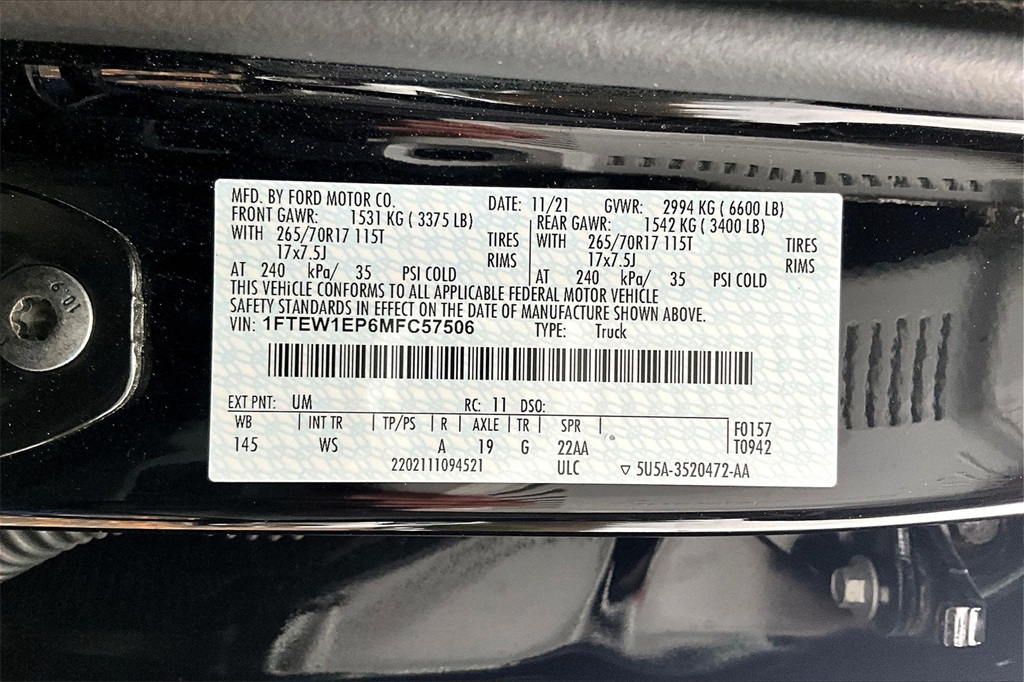 MFD. BY FORD MOTOR CO. DATE: 11/21 GVWR: 2994 KG ( 6600 LB)
FRONT GAWR: 1531 KG ( 3375 LB) REAR GAWR: 1542 KG ( 3400 LB)
WITH 265/70R17 115T TIRES WITH 265/70R17 115T TIRES
17x7.5J RIMS 17x7.5J RIMS
AT 240 kPa/ 35 PSI COLD AT 240 kPa/ 35 PSI COLD
THIS VEHICLE CONFORMS TO ALL APPLICABLE FEDERAL MOTOR VEHICLE
SAFETY STANDARDS IN EFFECT ON THE DATE OF MANUFACTURE SHOWN ABOVE.
VIN: 1FTEW1EP6MFC57506 TYPE: Truck
EXT PNT: UM RC: 11 DSO:
WB | INT TR | TP/PS | R | AXLE | TR | SPR | F0157
145 WS A 19 G 22AA T0942
2202111094521 ULC ▽ 5U5A-3520472-AA
10.9